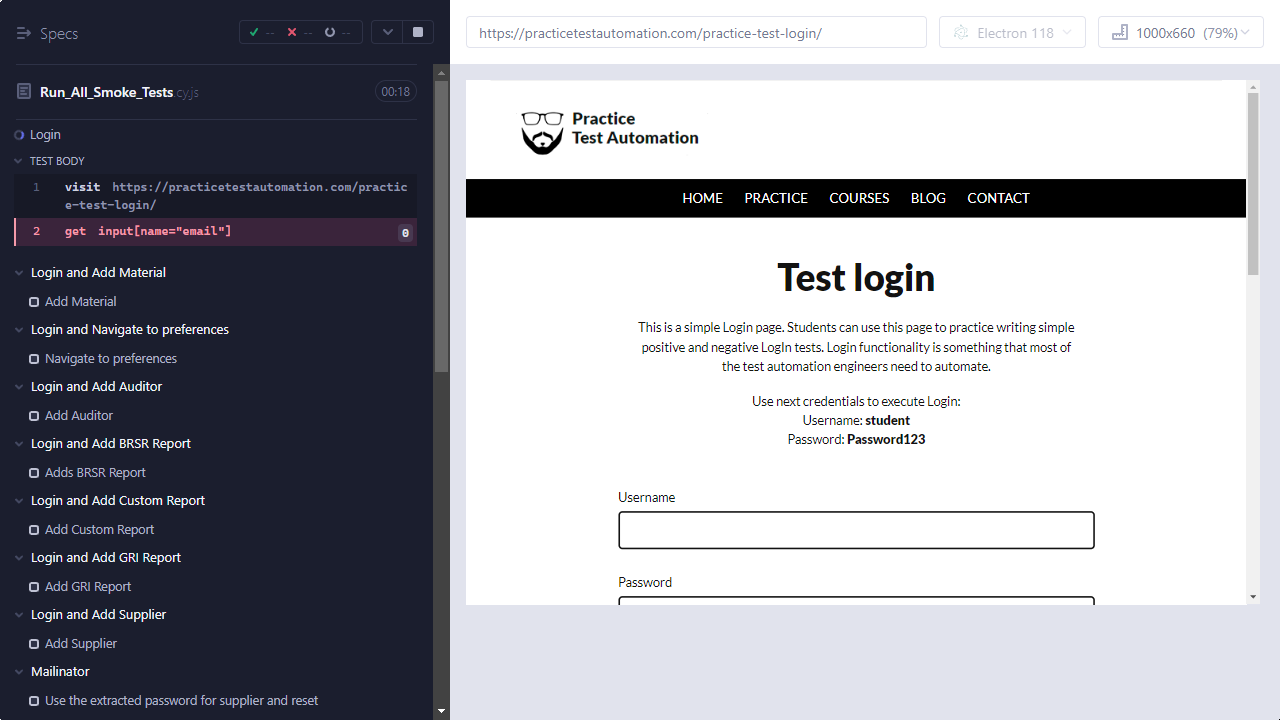 Specs
--
--
--
Run_All_Smoke_Tests.cy.js
00:18
Login
TEST BODY
1 visit https://practicetestautomation.com/practic
e-test-login/
2 get input[name="email"] 0
Login and Add Material
Add Material
Login and Navigate to preferences
Navigate to preferences
Login and Add Auditor
Add Auditor
Login and Add BRSR Report
Adds BRSR Report
Login and Add Custom Report
Add Custom Report
Login and Add GRI Report
Add GRI Report
Login and Add Supplier
Add Supplier
Mailinator
Use the extracted password for supplier and reset
https://practicetestautomation.com/practice-test-login/
Electron 118
1000x660 (79%)
Practice
Test Automation
HOME PRACTICE COURSES BLOG CONTACT
Test login
This is a simple Login page. Students can use this page to practice writing simple
positive and negative LogIn tests. Login functionality is something that most of
the test automation engineers need to automate.
Use next credentials to execute Login:
Username: student
Password: Password123
Username
Password